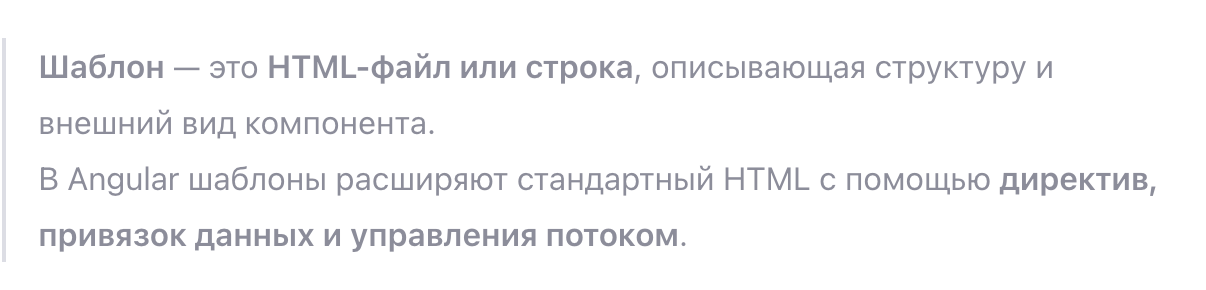 Шаблон — это HTML-файл или строка, описывающая структуру и
внешний вид компонента.
В Angular шаблоны расширяют стандартный HTML с помощью директив,
привязок данных и управления потоком.